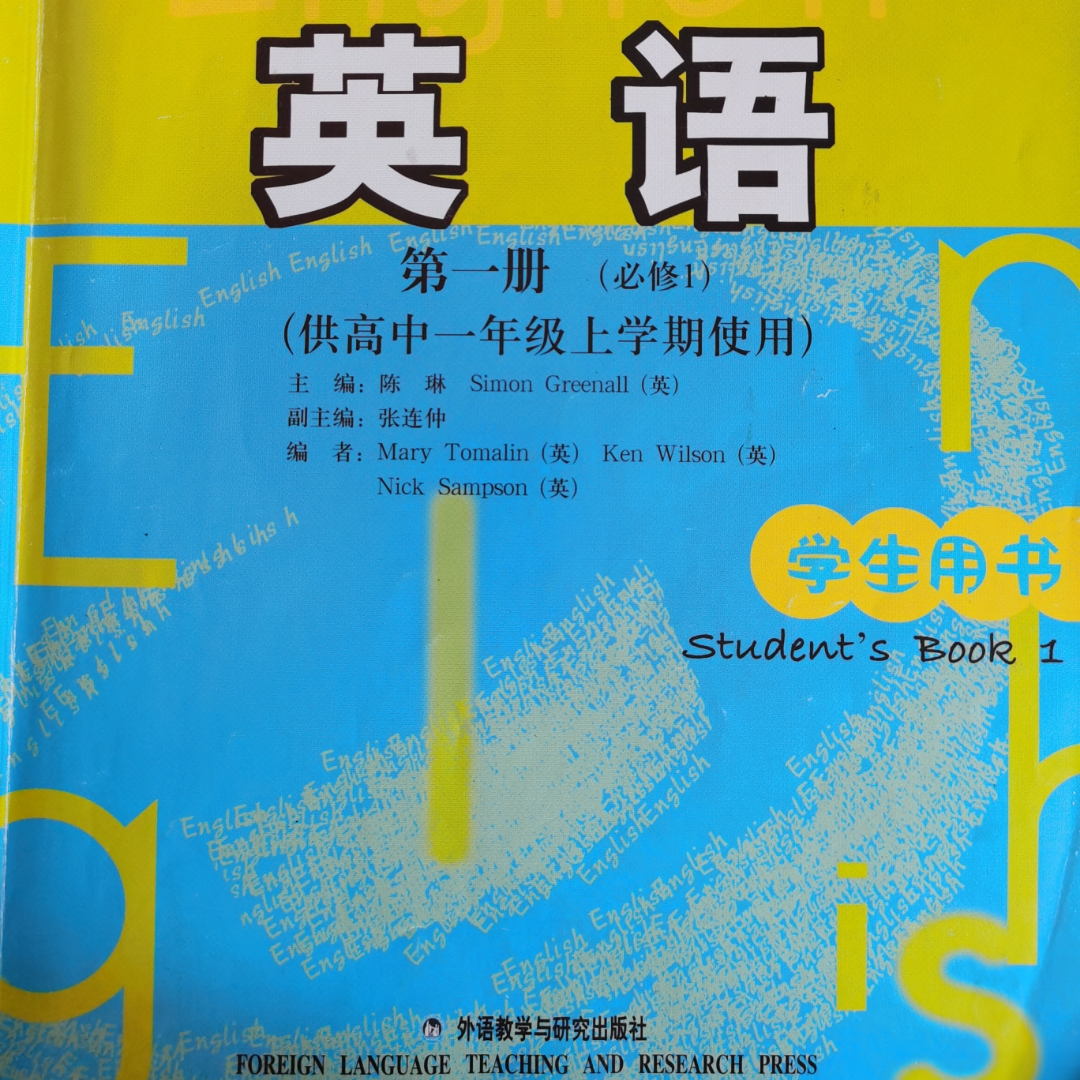 英语
第一册 (必修1)
(供高中一年级上学期使用)
主 编: 陈 琳 Simon Greenall (英)
副主编: 张连仲
编 者: Mary Tomalin (英) Ken Wilson (英)
Nick Sampson (英)
学生用书
Student's Book 1
外语教学与研究出版社
FOREIGN LANGUAGE TEACHING AND RESEARCH PRESS